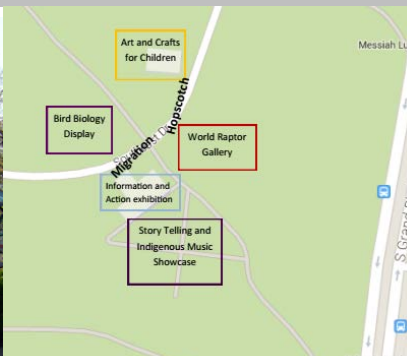 Art and Crafts
for Children
Messiah Lu
Hopscotch
Bird Biology
Display
World Raptor
Gallery
Migration
Information and
Action exhibition
Story Telling and
Indigenous Music
Showcase
S Grand